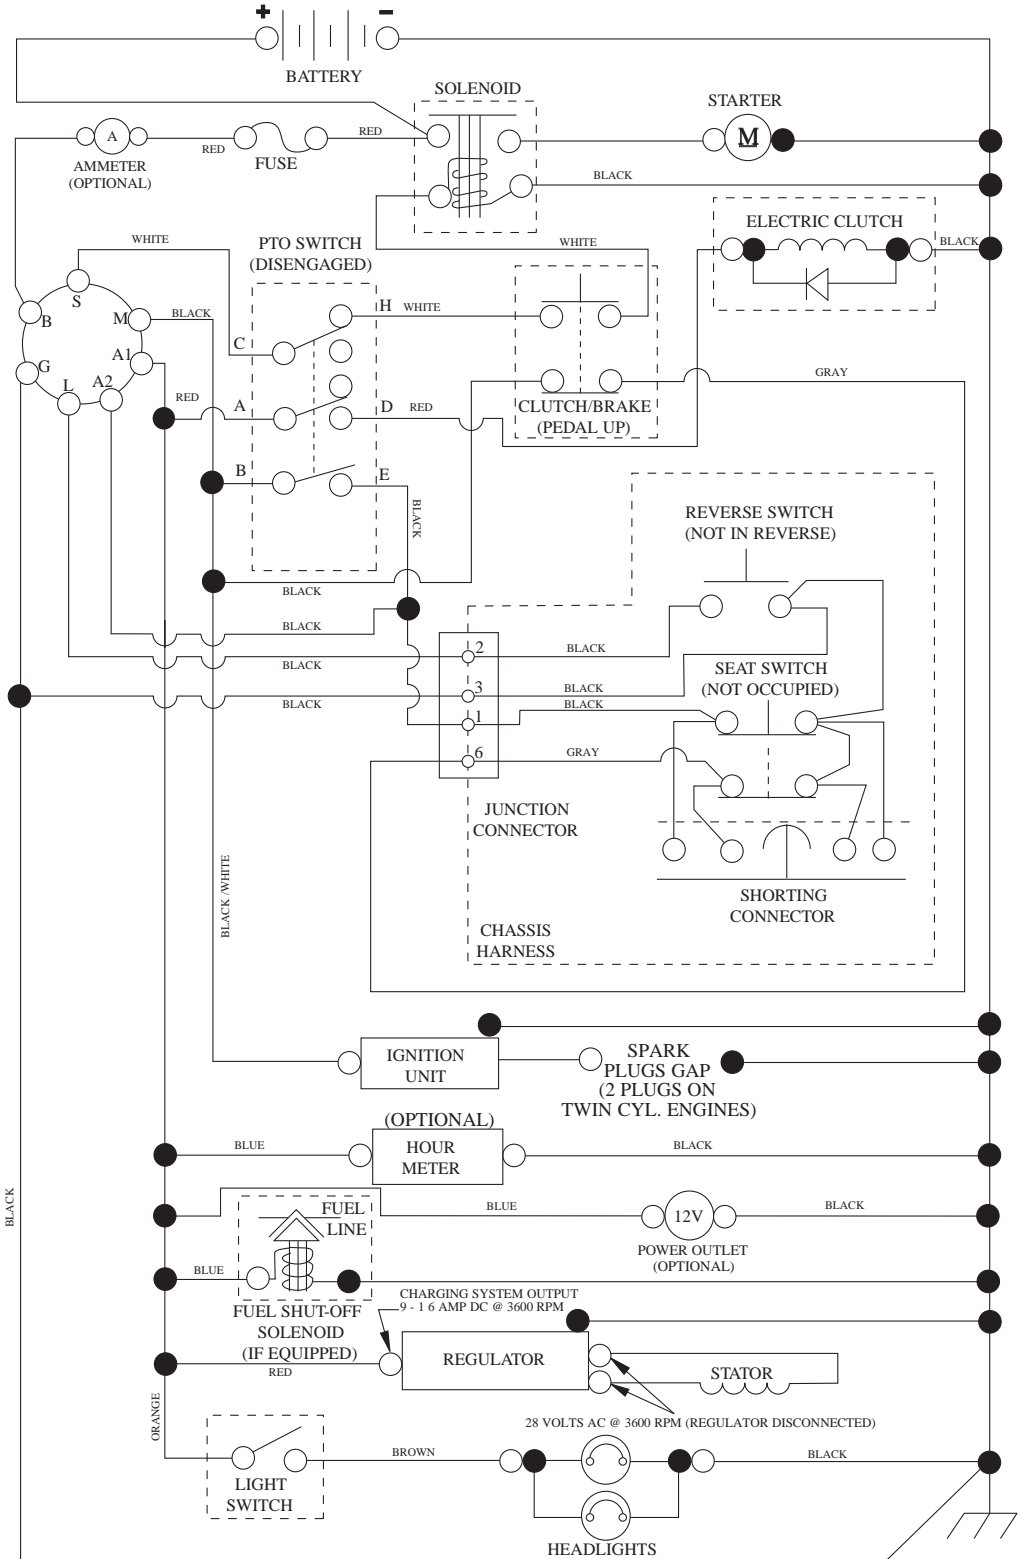 + -
BATTERY
SOLENOID
STARTER
M
A
AMMETER
(OPTIONAL)
RED
FUSE
RED
BLACK
ELECTRIC CLUTCH
BLACK
WHITE
PTO SWITCH
(DISENGAGED)
WHITE
S
B
M
BLACK
G
A1
L
A2
H
WHITE
C
RED
A
D
RED
B
E
BLACK
CLUTCH/BRAKE
(PEDAL UP)
GRAY
REVERSE SWITCH
(NOT IN REVERSE)
BLACK
BLACK
BLACK
BLACK
2
BLACK
SEAT SWITCH
(NOT OCCUPIED)
3
BLACK
BLACK
1
6
GRAY
JUNCTION
CONNECTOR
SHORTING
CONNECTOR
CHASSIS
HARNESS
BLACK /WHITE
IGNITION
UNIT
SPARK
PLUGS GAP
(2 PLUGS ON
TWIN CYL. ENGINES)
(OPTIONAL)
BLUE
HOUR
METER
BLACK
BLACK
FUEL
LINE
BLUE
12V
BLACK
POWER OUTLET
(OPTIONAL)
BLUE
FUEL SHUT-OFF
SOLENOID
(IF EQUIPPED)
CHARGING SYSTEM OUTPUT
9 - 1 6 AMP DC @ 3600 RPM
RED
REGULATOR
STATOR
28 VOLTS AC @ 3600 RPM (REGULATOR DISCONNECTED)
ORANGE
LIGHT
SWITCH
BROWN
BLACK
HEADLIGHTS